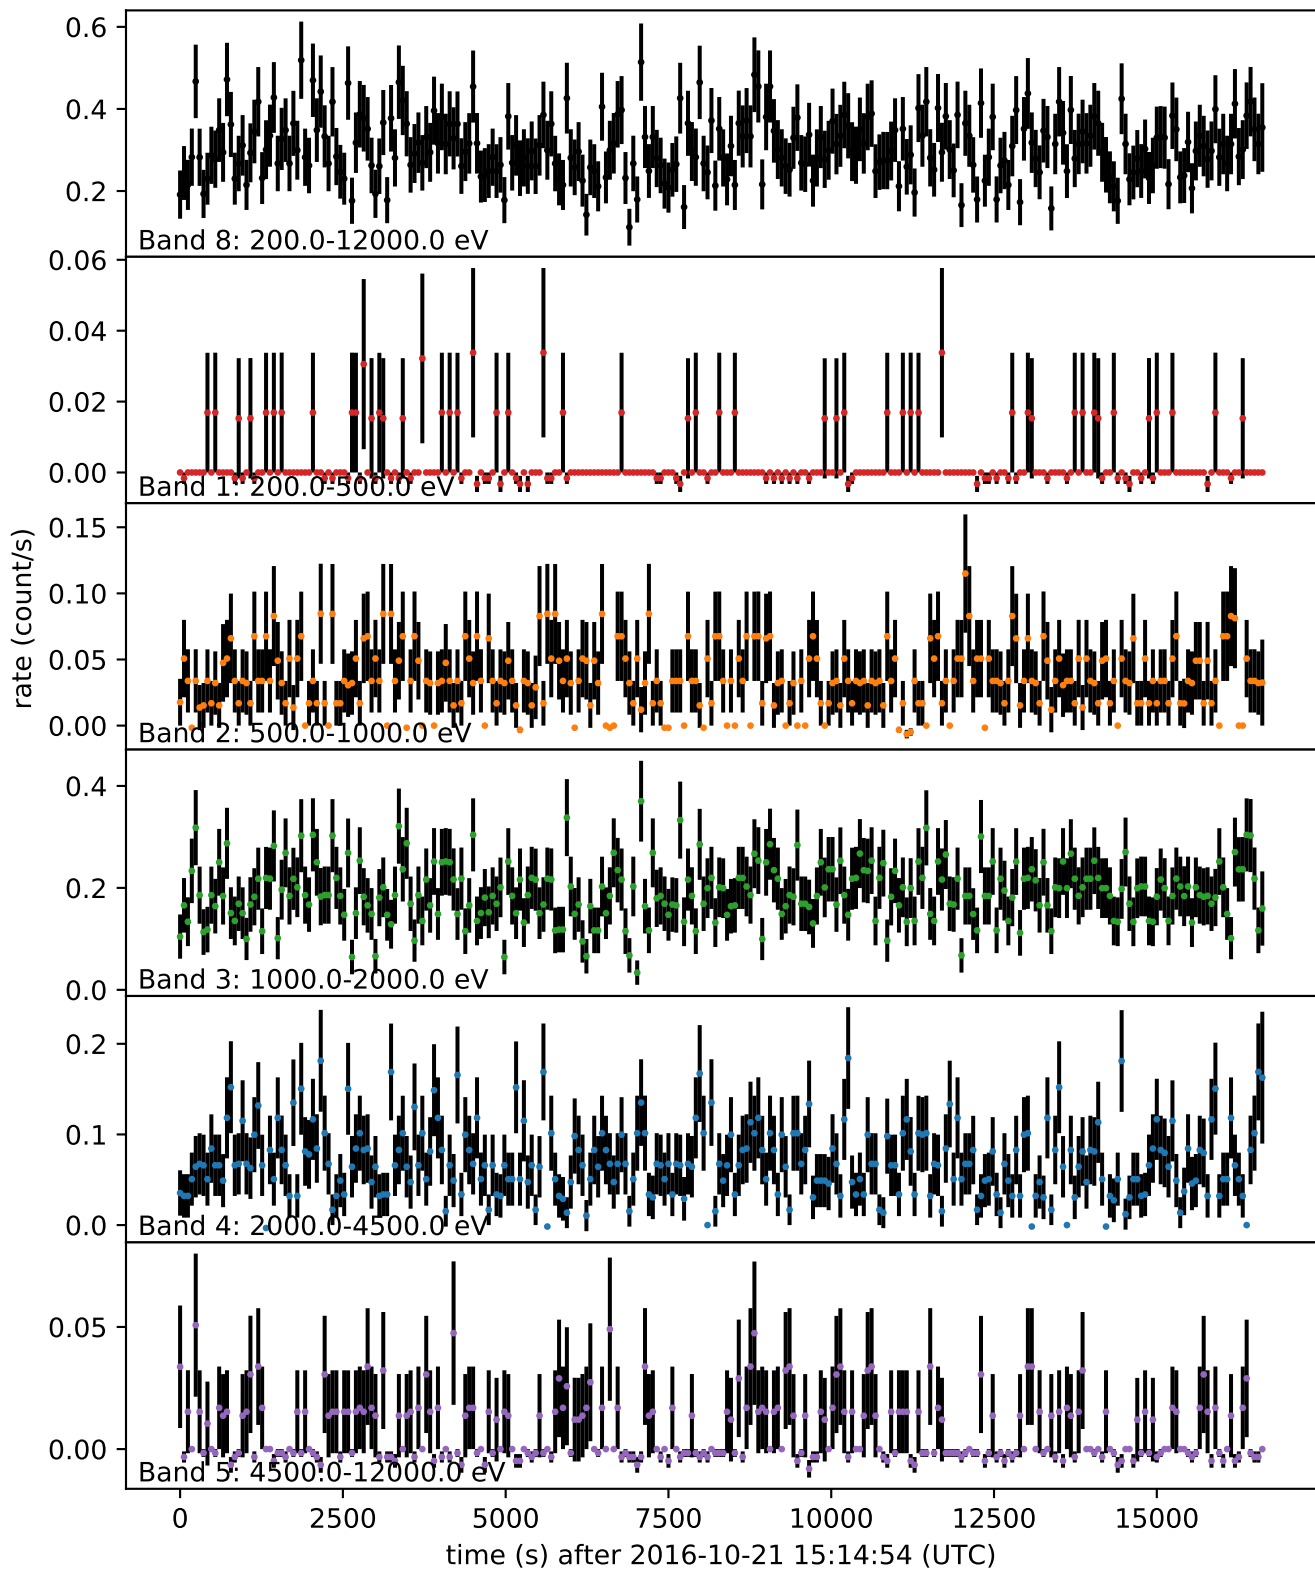 0.6
0.4
0.2
Band 8: 200.0-12000.0 eV
0.06
0.04
0.02
0.00
Band 1: 200.0-500.0 eV
0.15
0.10
0.05
0.00
Band 2: 500.0-1000.0 eV
rate (count/s)
0.4
0.2
0.0
Band 3: 1000.0-2000.0 eV
0.2
0.1
0.0
Band 4: 2000.0-4500.0 eV
0.05
0.00
Band 5: 4500.0-12000.0 eV
0 2500 5000 7500 10000 12500 15000
time (s) after 2016-10-21 15:14:54 (UTC)